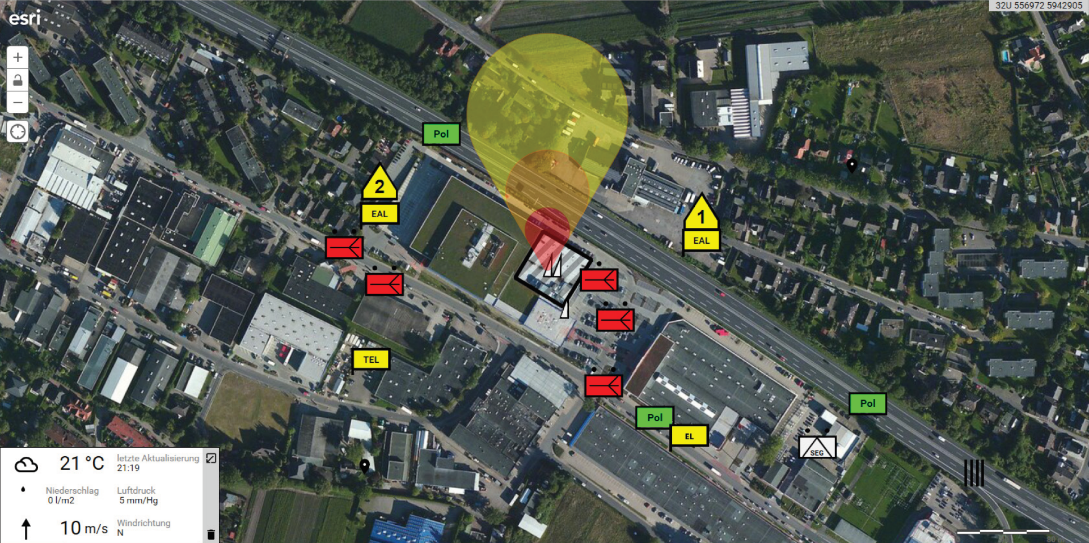 esri
32U 556972 5942905
+
−
Pol
2
EAL
1
EAL
TEL
Pol
Pol
EL
SEG
21 °C
letzte Aktualisierung
21:19
Niederschlag
0 l/m2
Luftdruck
5 mm/Hg
10 m/s
Windrichtung
N